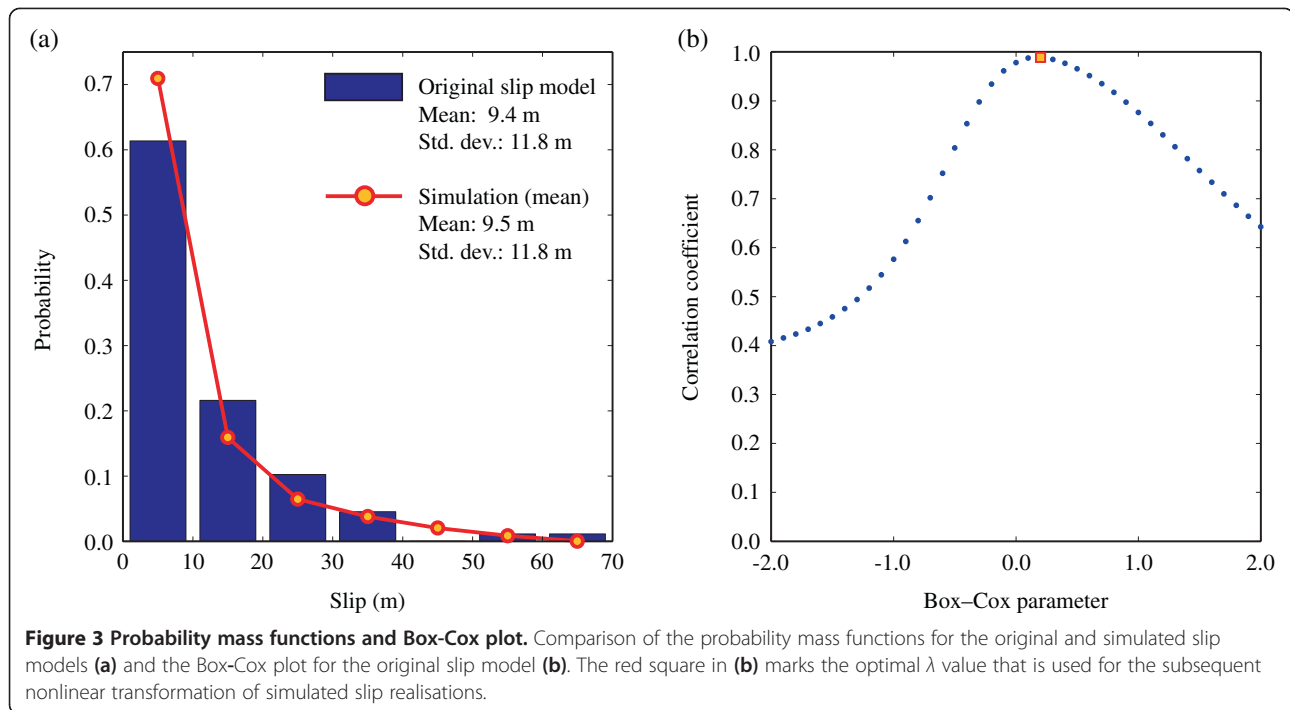 (a)
0.7
0.6
0.5
0.4
0.3
0.2
0.1
0.0
Probability
0 10 20 30 40 50 60 70
Slip (m)
Original slip model
Mean: 9.4 m
Std. dev.: 11.8 m
Simulation (mean)
Mean: 9.5 m
Std. dev.: 11.8 m
(b)
1.0
0.9
0.8
0.7
0.6
0.5
0.4
0.3
0.2
0.1
0.0
Correlation coefficient
-2.0 -1.0 0.0 1.0 2.0
Box–Cox parameter
Figure 3 Probability mass functions and Box-Cox plot. Comparison of the probability mass functions for the original and simulated slip
models (a) and the Box-Cox plot for the original slip model (b). The red square in (b) marks the optimal λ value that is used for the subsequent
nonlinear transformation of simulated slip realisations.